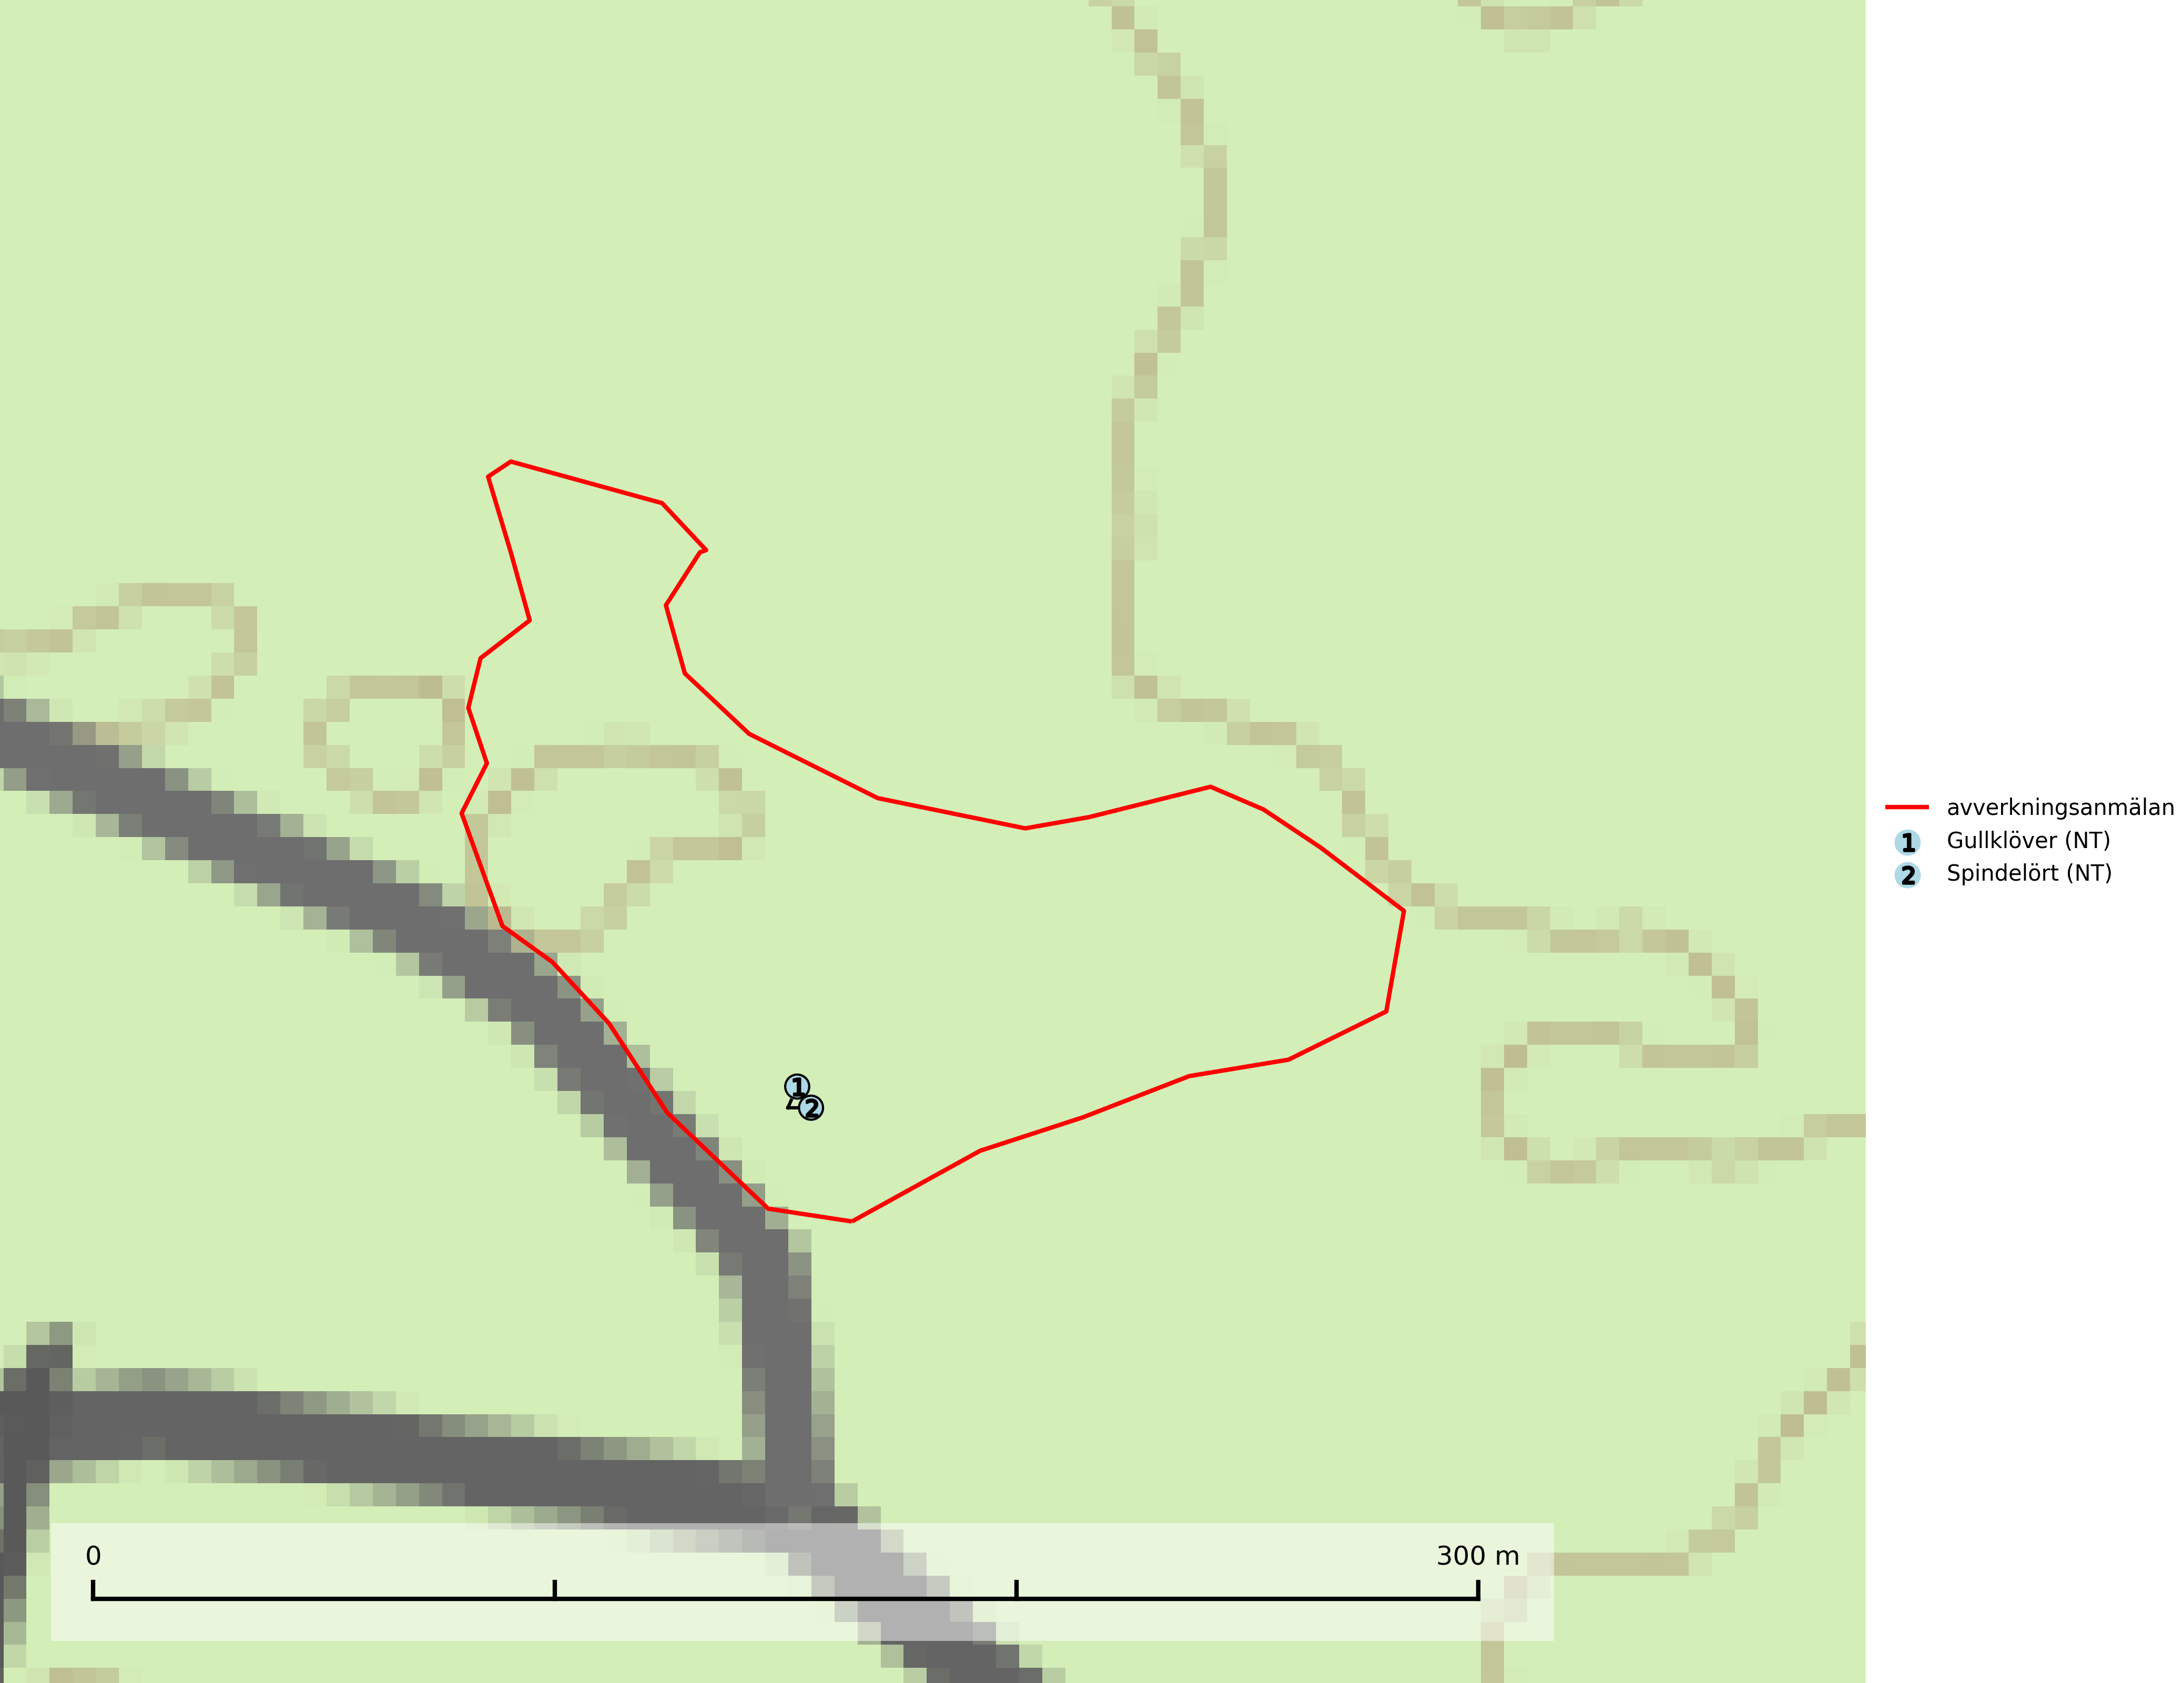 avverkningsanmälan
1 Gullklöver (NT)
2 Spindelört (NT)
1
2
0 300 m